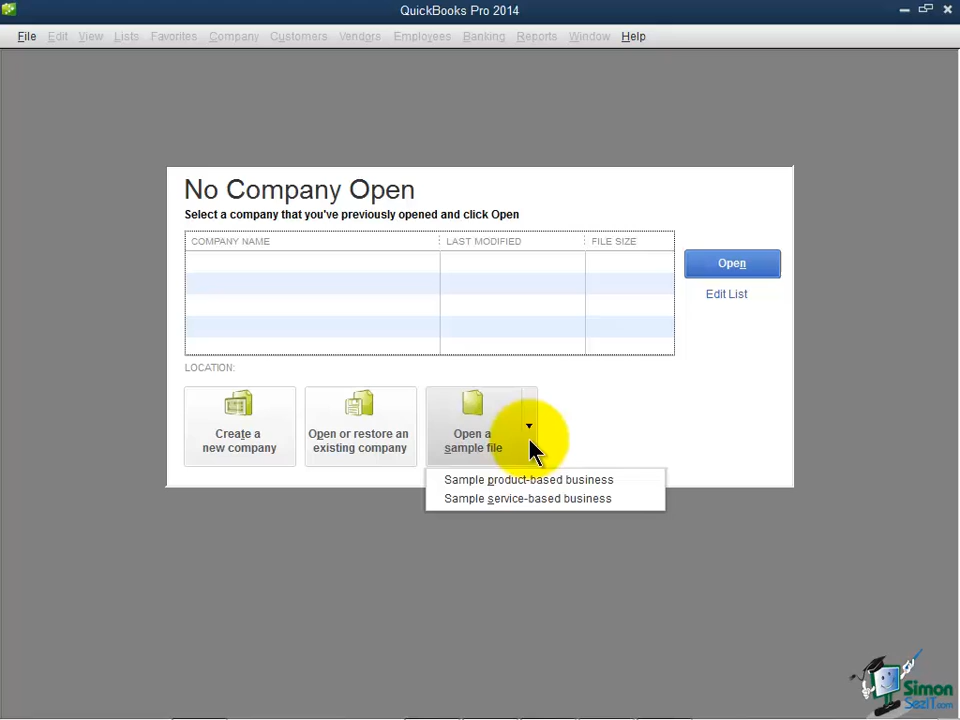 QuickBooks Pro 2014
File Edit View Lists Favorites Company Customers Vendors Employees Banking Reports Window Help
No Company Open
Select a company that you've previously opened and click Open
COMPANY NAME LAST MODIFIED FILE SIZE
Open
Edit List
LOCATION:
Create a
new company
Open or restore an
existing company
Open a
sample file
Sample product-based business
Sample service-based business
Simon
SezIT.com